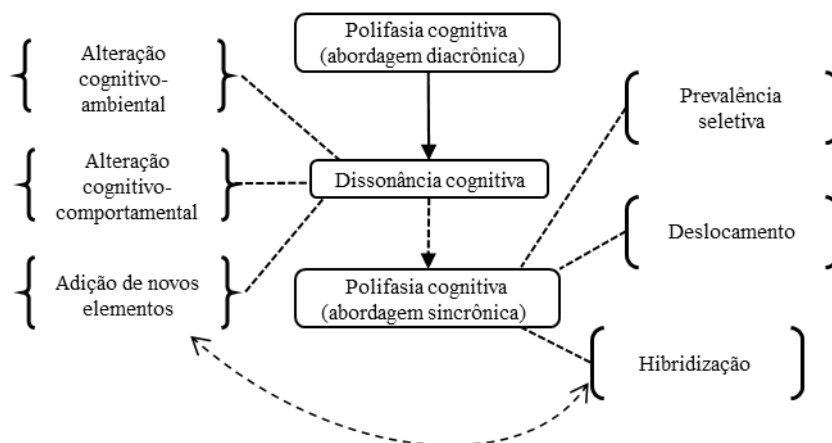 Polifasia cognitiva
(abordagem diacrônica)
Alteração
cognitivo-
ambiental
Prevalência
seletiva
Alteração
cognitivo-
comportamental
Dissonância cognitiva
Deslocamento
Adição de novos
elementos
Polifasia cognitiva
(abordagem sincrônica)
Hibridização